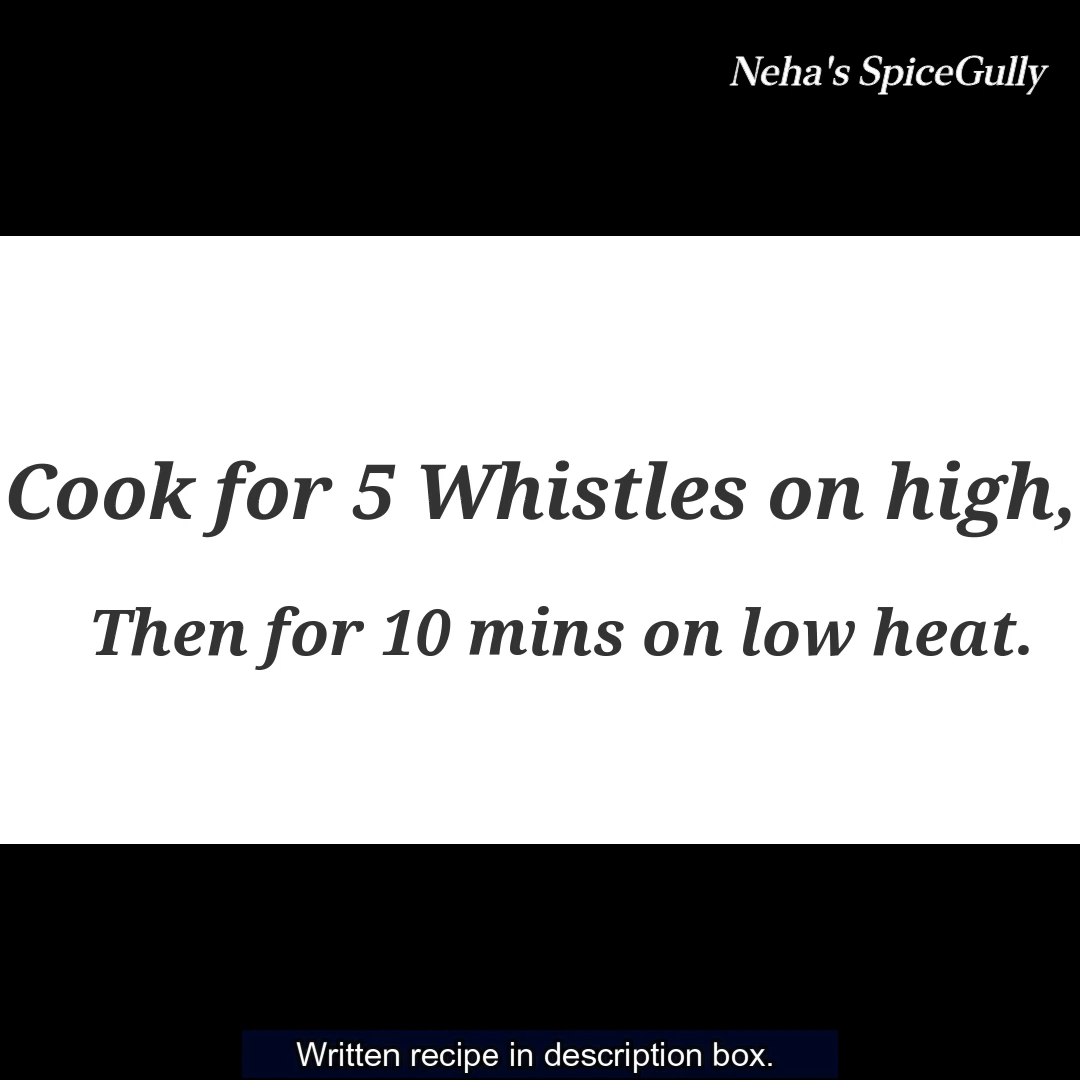 Neha's SpiceGully
Cook for 5 Whistles on high,
Then for 10 mins on low heat.
Written recipe in description box.